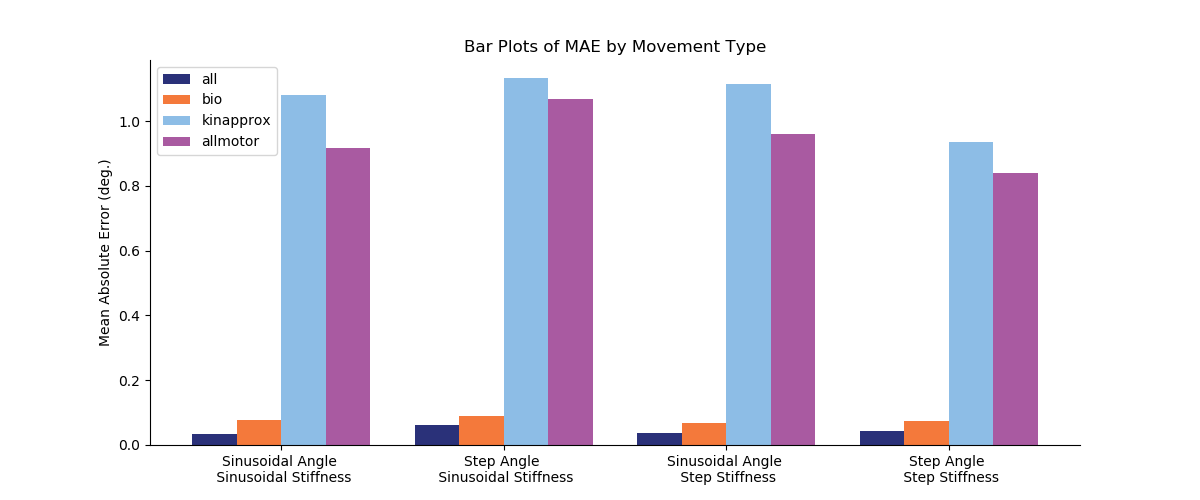 Bar Plots of MAE by Movement Type
all
bio
kinapprox
allmotor
Mean Absolute Error (deg.)
1.0
0.8
0.6
0.4
0.2
0.0
Sinusoidal Angle
Sinusoidal Stiffness
Step Angle
Sinusoidal Stiffness
Sinusoidal Angle
Step Stiffness
Step Angle
Step Stiffness